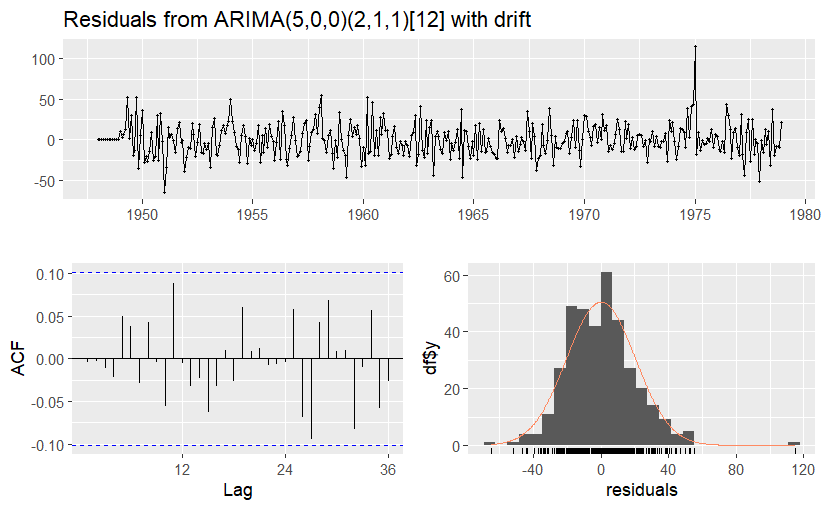 Residuals from ARIMA(5,0,0)(2,1,1)[12] with drift
100
50
0
-50
1950 1955 1960 1965 1970 1975 1980
ACF
0.10
0.05
0.00
-0.05
-0.10
12 24 36
Lag
df$y
60
40
20
0
-40 0 40 80 120
residuals